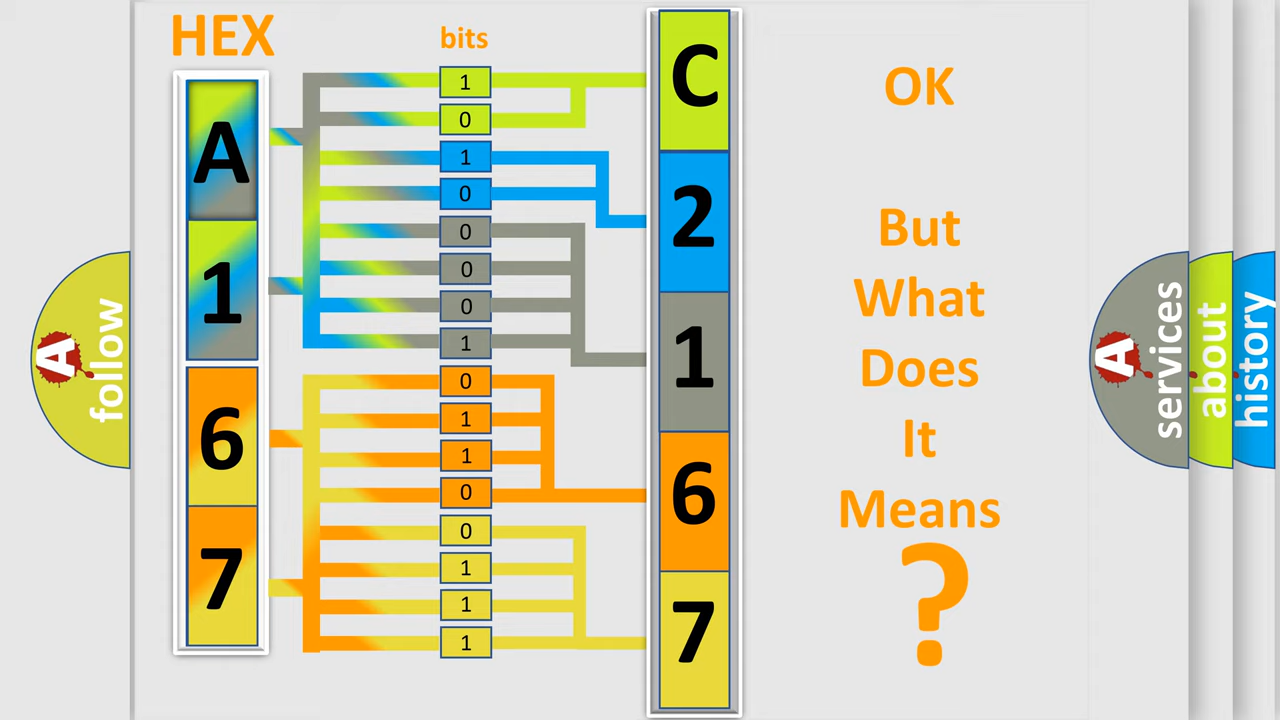 HEX
bits
A
1
6
7
1
0
1
0
0
0
0
1
0
1
1
0
0
1
1
1
C
2
1
6
7
OK
But
What
Does
It
Means
?
A
follow
A
services
about
history